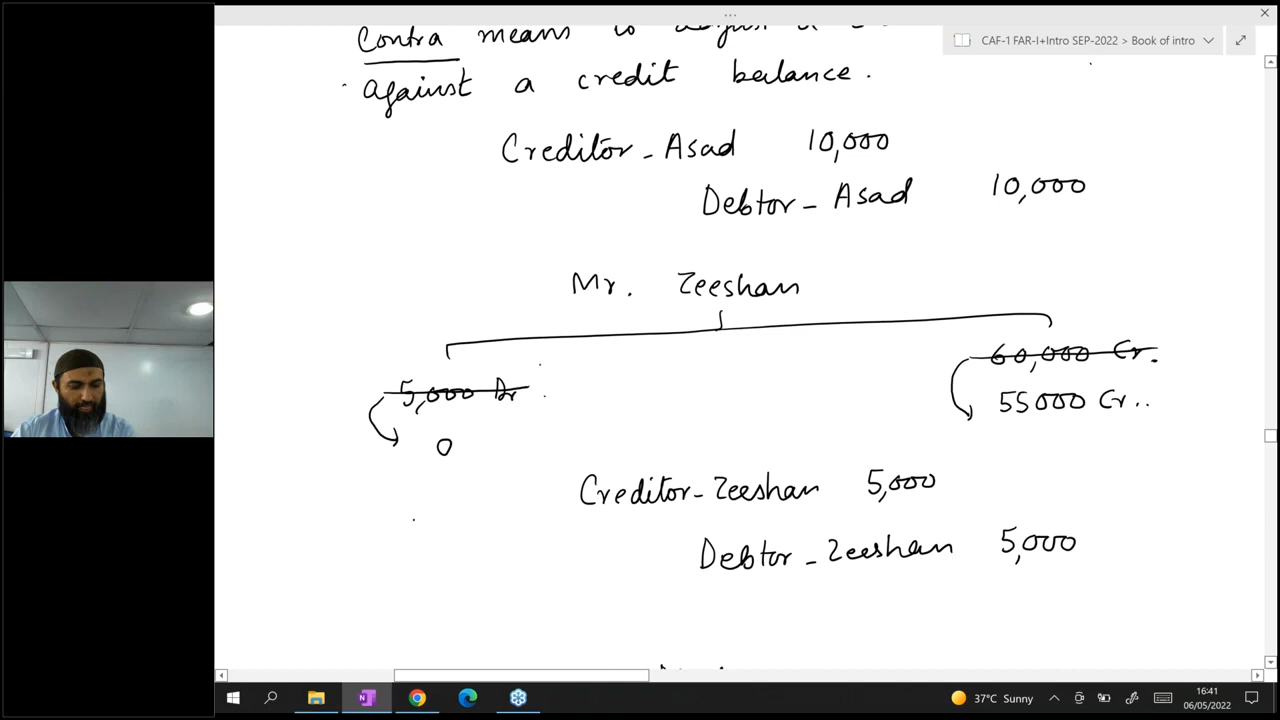 CAF-1 FAR-I+Intro SEP-2022 > Book of intro
Contra means to adjust a
against a credit balance.
Creditor - Asad 10,000
Debtor - Asad 10,000
Mr. Zeeshan
5,000 Dr
60,000 Cr.
0
55000 Cr..
Creditor - Zeeshan 5,000
Debtor - Zeeshan 5,000
37°C Sunny
16:41
06/05/2022